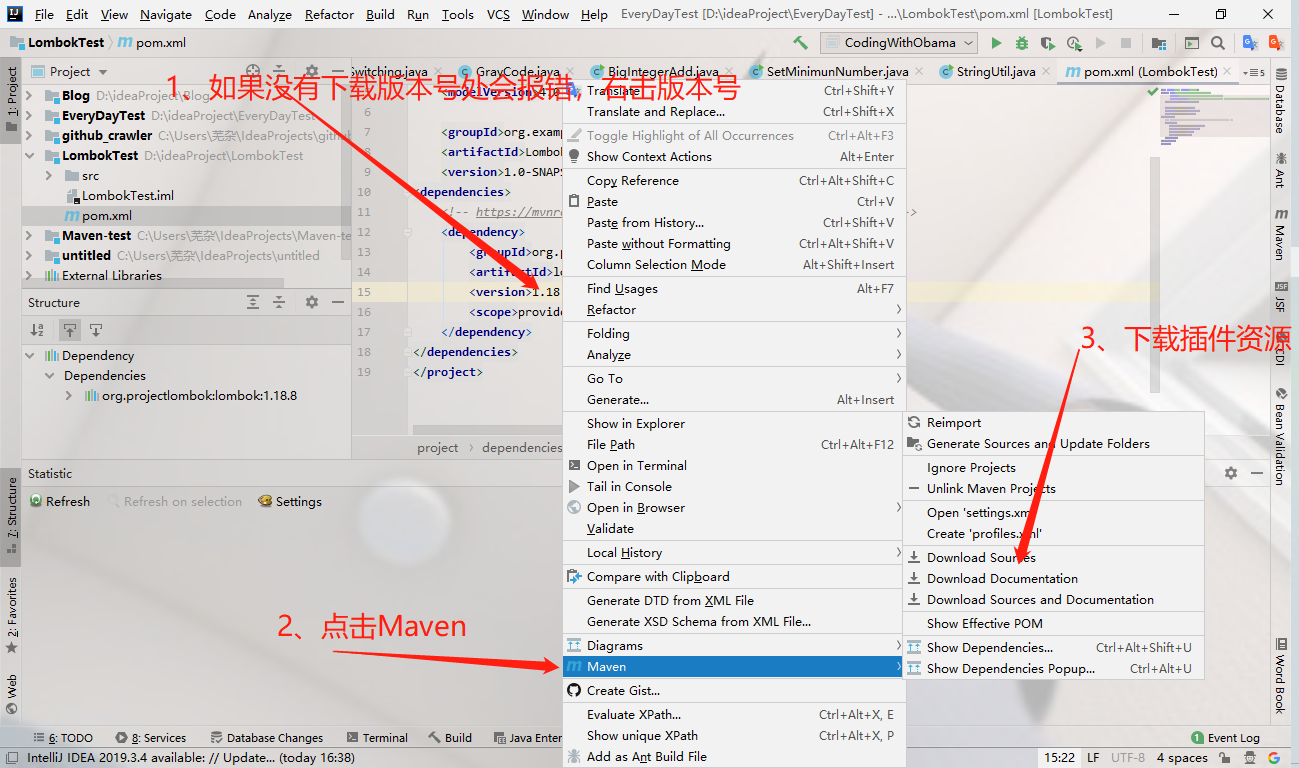 File Edit View Navigate Code Analyze Refactor Build Run Tools VCS Window Help EveryDayTest [D:\ideaProject\EveryDayTest] - ...\LombokTest\pom.xml [LombokTest]
LombokTest pom.xml CodingWithObama
Project
Switching.java GrayCode.java BigIntegerAdd.java SetMinimunNumber.java StringUtil.java pom.xml (LombokTest) 5
1、如果没有下载版本号处会报错，右击版本号
Blog D:\ideaProject\Blog
EveryDayTest D:\ideaProject\EveryDayTest
github_crawler C:\Users\芜杂\IdeaProjects\githu
LombokTest D:\ideaProject\LombokTest
src
LombokTest.iml
pom.xml
Maven-test C:\Users\芜杂\IdeaProjects\Maven-te
untitled C:\Users\芜杂\IdeaProjects\untitled
External Libraries
Structure
Dependency
Dependencies
org.projectlombok:lombok:1.18.8
Statistic
Refresh Refresh on selection Settings
6
7 <groupId>org.examp
8 <artifactId>Lombok
9 <version>1.0-SNAPS
10 <dependencies>
11 <!-- https://mvnre -->
12 <dependency>
13 <groupId>org.p
14 <artifactId>lo
15 <version>1.18
16 <scope>provide
17 </dependency>
18 </dependencies>
19 </project>
project dependencies
Translate Ctrl+Shift+Y
Translate and Replace... Ctrl+Shift+X
Toggle Highlight of All Occurrences Ctrl+Alt+F3
Show Context Actions Alt+Enter
Copy Reference Ctrl+Alt+Shift+C
Paste Ctrl+V
Paste from History... Ctrl+Shift+V
Paste without Formatting Ctrl+Alt+Shift+V
Column Selection Mode Alt+Shift+Insert
Find Usages Alt+F7
Refactor
Folding
Analyze
Go To
Generate... Alt+Insert
Show in Explorer
File Path Ctrl+Alt+F12
Open in Terminal
Tail in Console
Open in Browser
Validate
Local History
Compare with Clipboard
Generate DTD from XML File
Generate XSD Schema from XML File...
Diagrams
Maven
Create Gist...
Evaluate XPath... Ctrl+Alt+X, E
Show unique XPath Ctrl+Alt+X, P
Add as Ant Build File
2、点击Maven
3、下载插件资源
Reimport
Generate Sources and Update Folders
Ignore Projects
Unlink Maven Projects
Open 'settings.xml'
Create 'profiles.xml'
Download Sources
Download Documentation
Download Sources and Documentation
Show Effective POM
Show Dependencies... Ctrl+Alt+Shift+U
Show Dependencies Popup... Ctrl+Alt+U
1: Project
7: Structure
2: Favorites
Web
Database
Ant
Maven
JSF
CDI
Bean Validation
Word Book
6: TODO 8: Services Database Changes Terminal Build Java Enter 1 Event Log
IntelliJ IDEA 2019.3.4 available: // Update... (today 16:38) 15:22 LF UTF-8 4 spaces